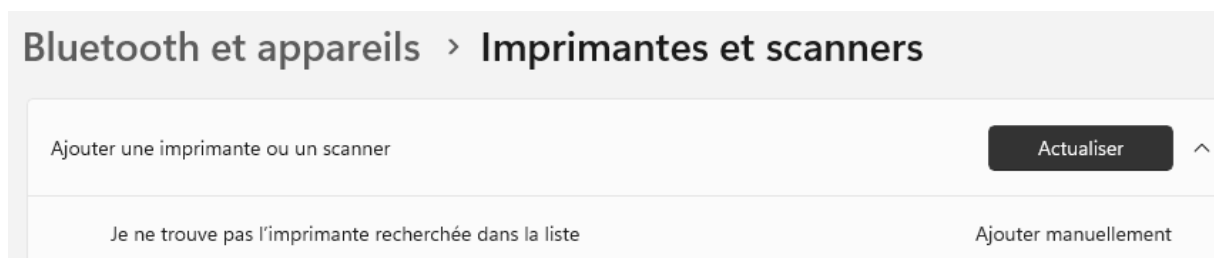 Bluetooth et appareils > Imprimantes et scanners
Ajouter une imprimante ou un scanner Actualiser
Je ne trouve pas l’imprimante recherchée dans la liste Ajouter manuellement